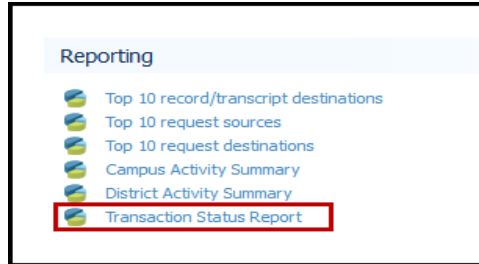 Reporting
Top 10 record/transcript destinations
Top 10 request sources
Top 10 request destinations
Campus Activity Summary
District Activity Summary
Transaction Status Report